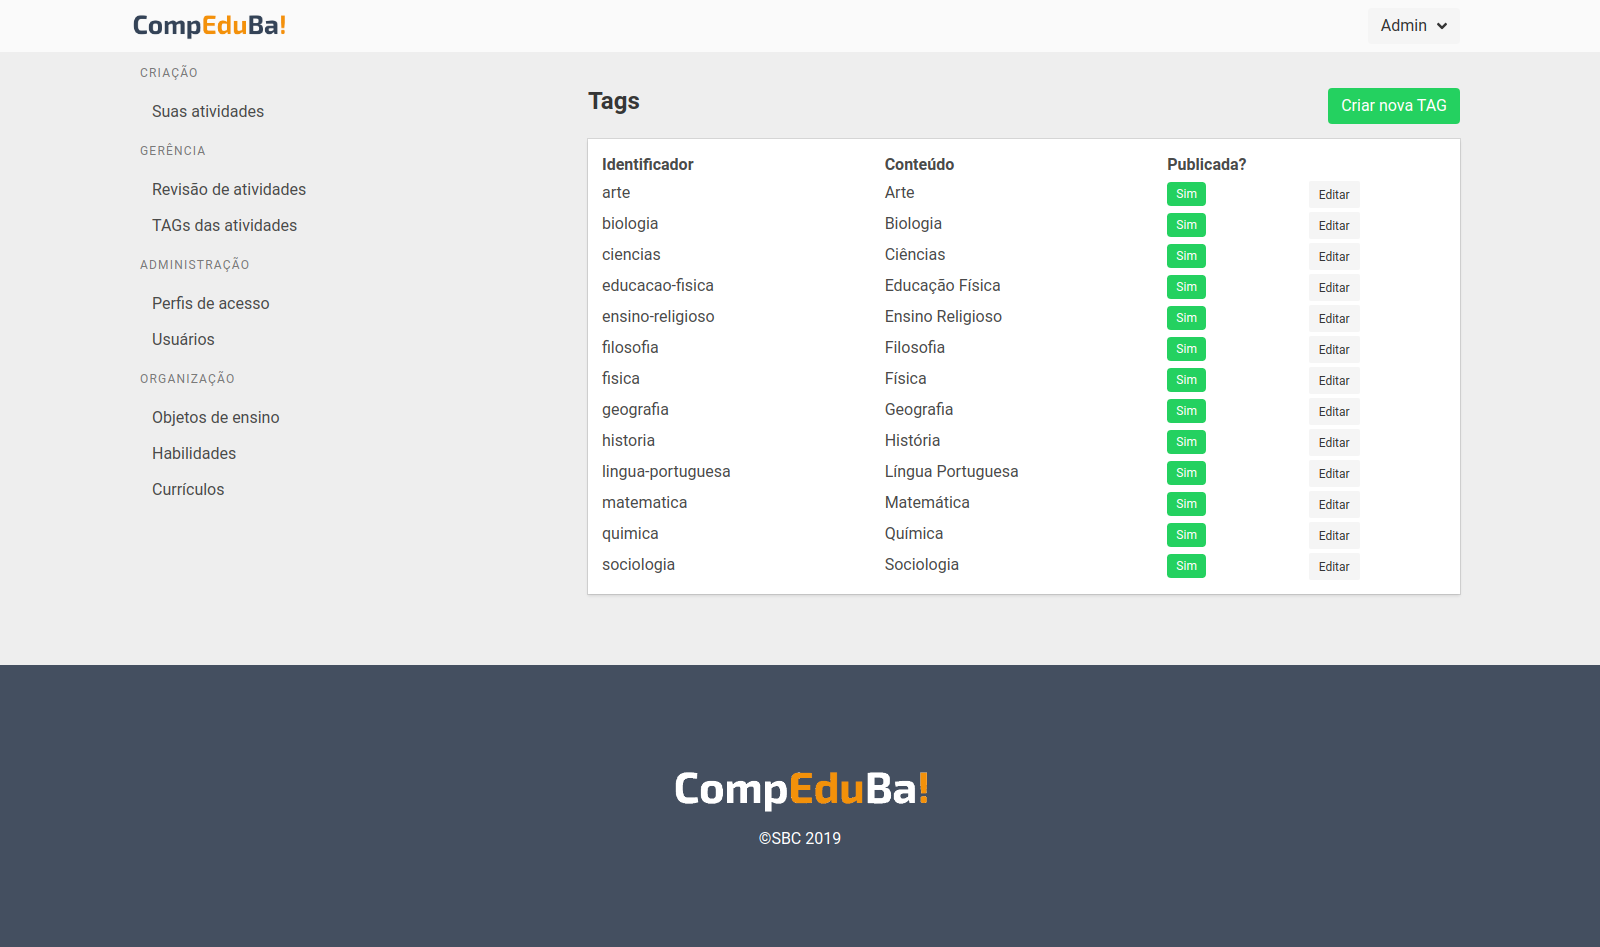 CompEduBa!
Admin
CRIAÇÃO
Suas atividades
GERÊNCIA
Revisão de atividades
TAGs das atividades
ADMINISTRAÇÃO
Perfis de acesso
Usuários
ORGANIZAÇÃO
Objetos de ensino
Habilidades
Currículos
Tags
Criar nova TAG
Identificador Conteúdo Publicada?
arte Arte Sim Editar
biologia Biologia Sim Editar
ciencias Ciências Sim Editar
educacao-fisica Educação Física Sim Editar
ensino-religioso Ensino Religioso Sim Editar
filosofia Filosofia Sim Editar
fisica Física Sim Editar
geografia Geografia Sim Editar
historia História Sim Editar
lingua-portuguesa Língua Portuguesa Sim Editar
matematica Matemática Sim Editar
quimica Química Sim Editar
sociologia Sociologia Sim Editar
CompEduBa!
©SBC 2019